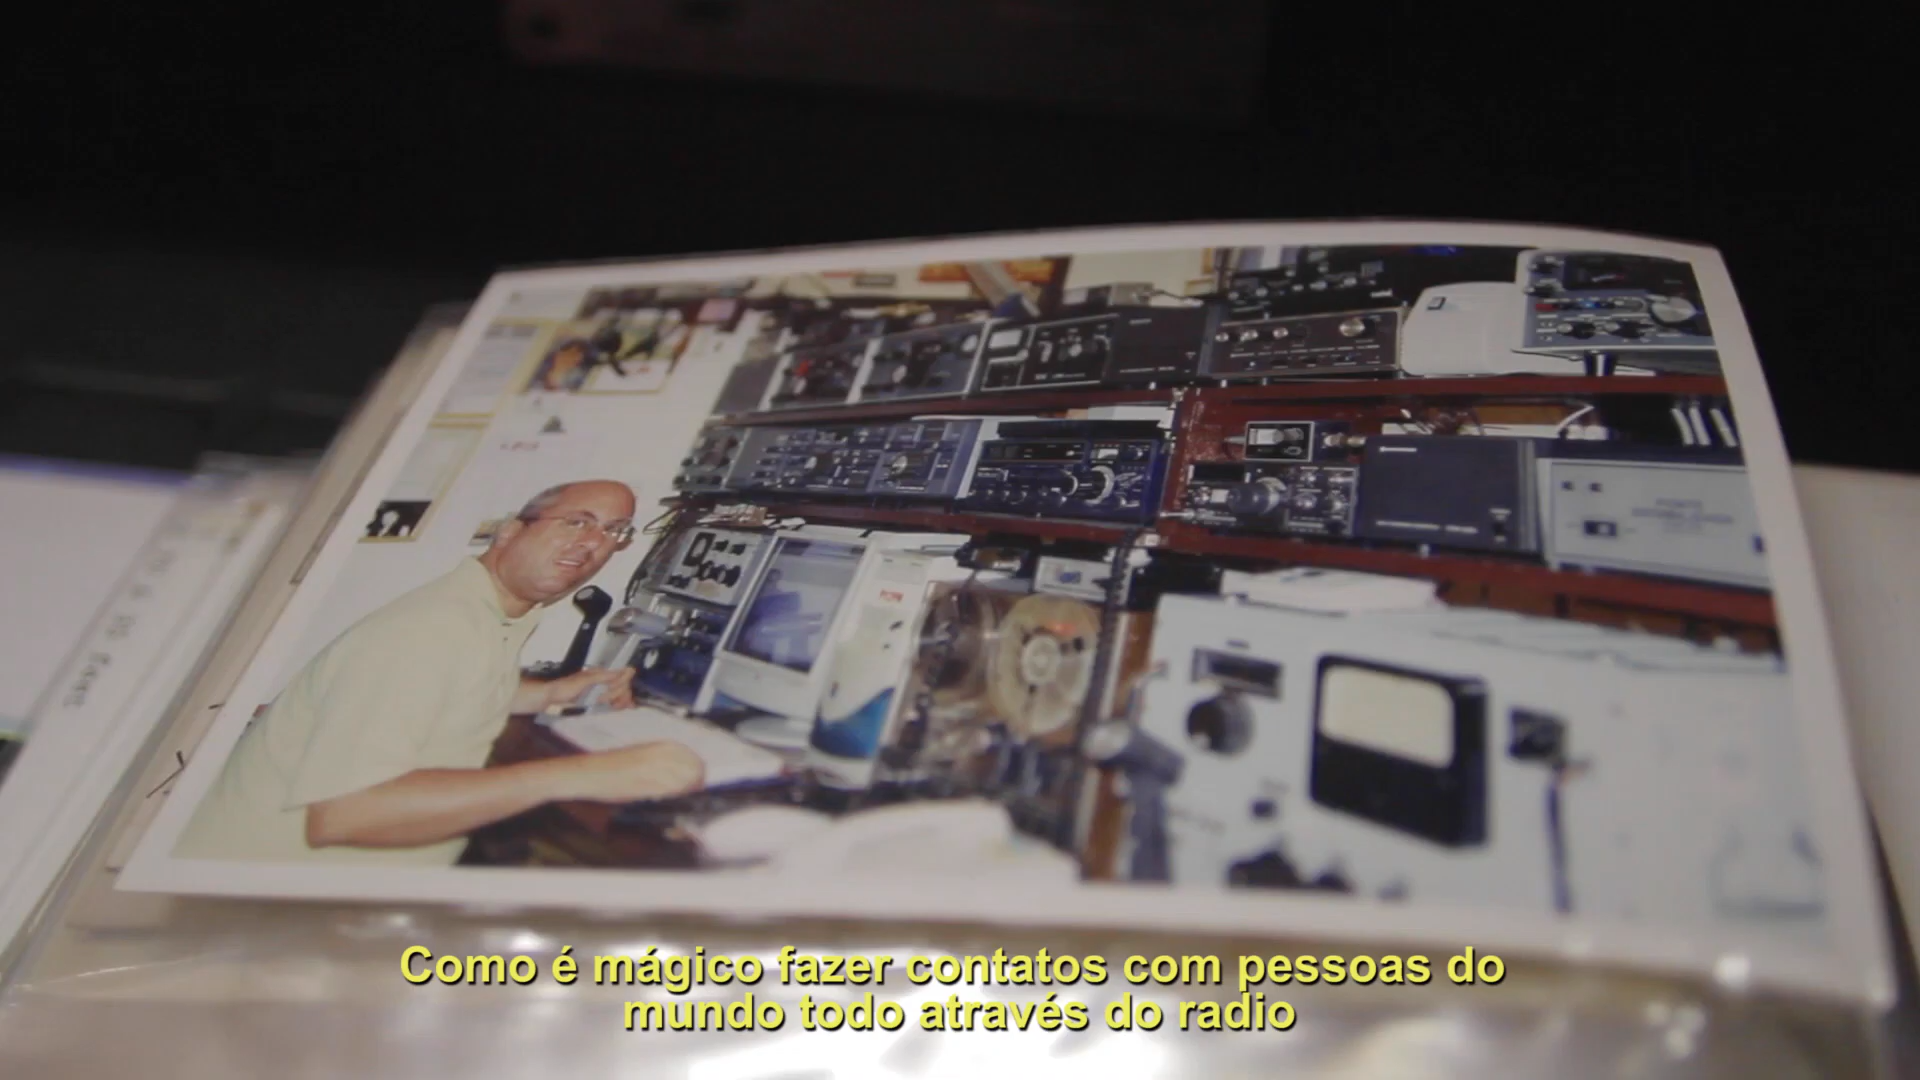 Como é mágico fazer contatos com pessoas do
mundo todo através do radio